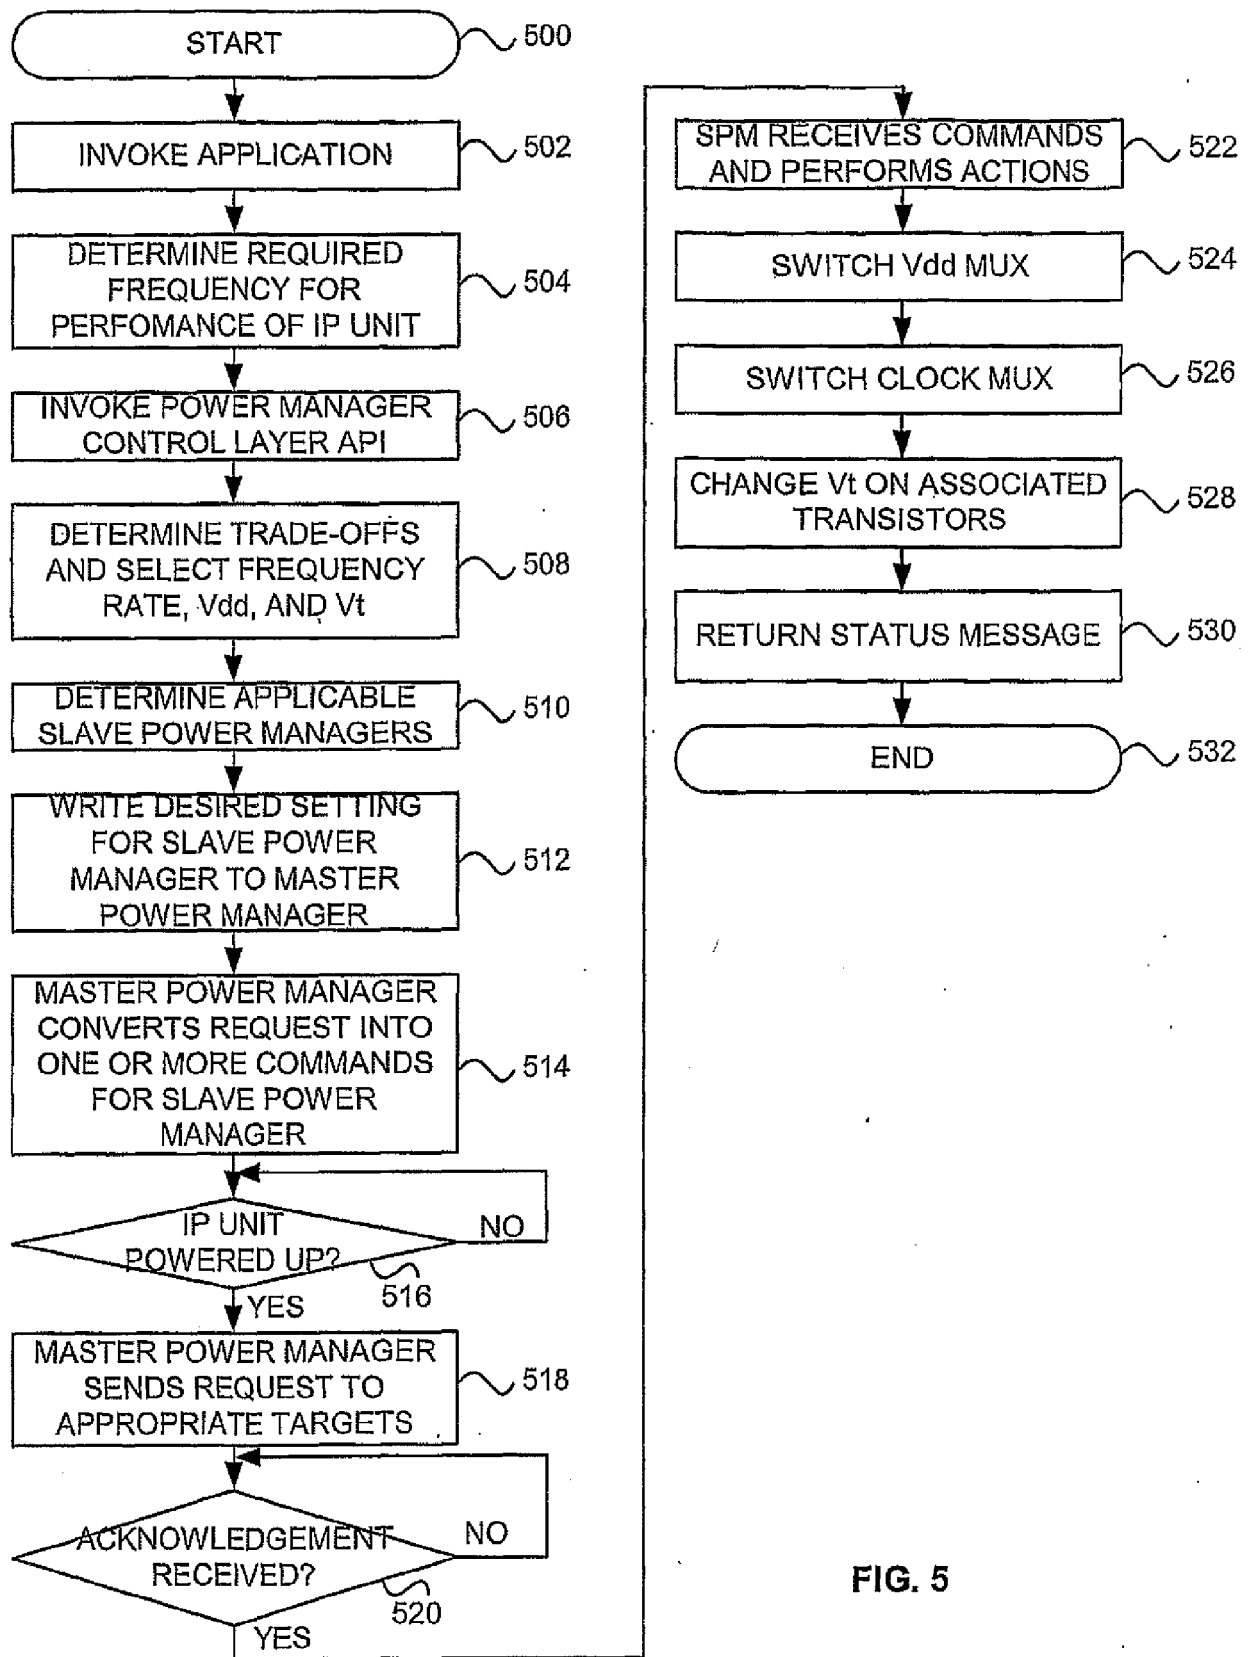 START
500
INVOKE APPLICATION
502
DETERMINE REQUIRED
FREQUENCY FOR
PERFOMANCE OF IP UNIT
504
INVOKE POWER MANAGER
CONTROL LAYER API
506
DETERMINE TRADE-OFFS
AND SELECT FREQUENCY
RATE, Vdd, AND Vt
508
DETERMINE APPLICABLE
SLAVE POWER MANAGERS
510
WRITE DESIRED SETTING
FOR SLAVE POWER
MANAGER TO MASTER
POWER MANAGER
512
MASTER POWER MANAGER
CONVERTS REQUEST INTO
ONE OR MORE COMMANDS
FOR SLAVE POWER
MANAGER
514
IP UNIT
POWERED UP?
NO
516
YES
MASTER POWER MANAGER
SENDS REQUEST TO
APPROPRIATE TARGETS
518
ACKNOWLEDGEMENT
RECEIVED?
NO
520
YES
SPM RECEIVES COMMANDS
AND PERFORMS ACTIONS
522
SWITCH Vdd MUX
524
SWITCH CLOCK MUX
526
CHANGE Vt ON ASSOCIATED
TRANSISTORS
528
RETURN STATUS MESSAGE
530
END
532
FIG. 5